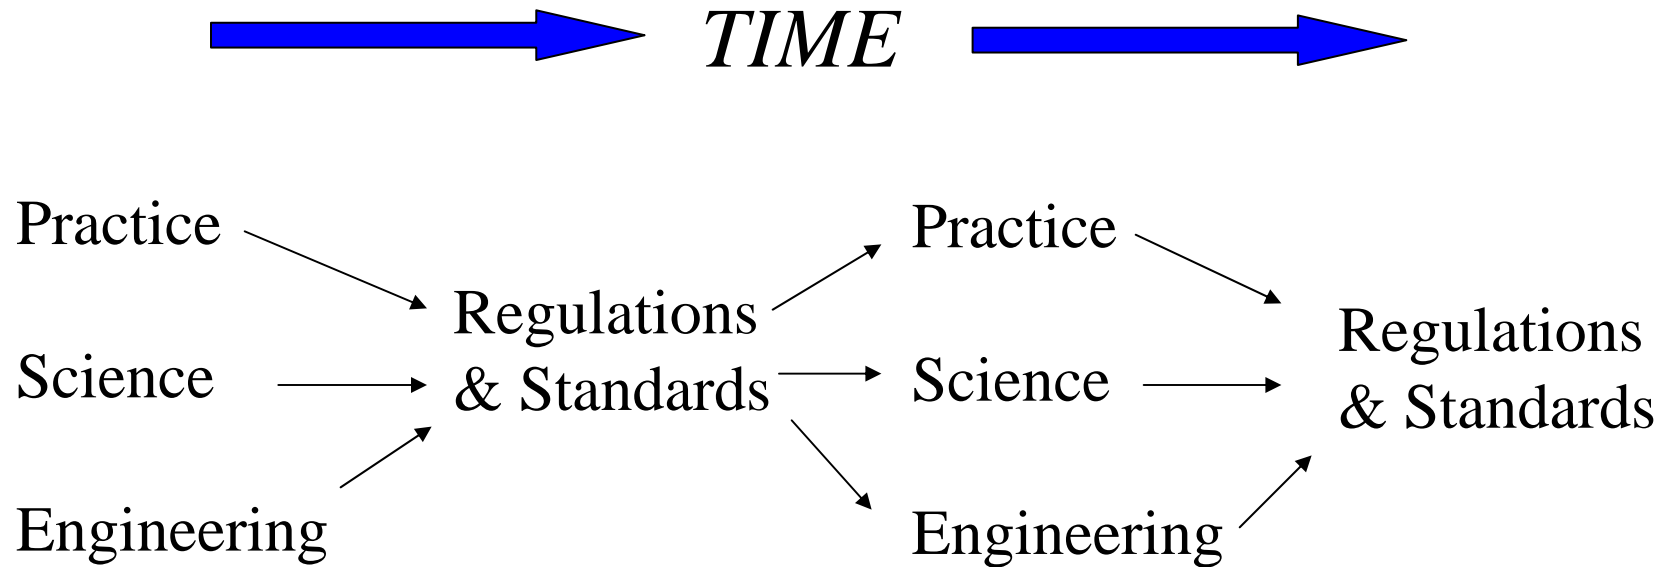 TIME
Practice
Science
Engineering
Regulations
& Standards
Practice
Science
Engineering
Regulations
& Standards